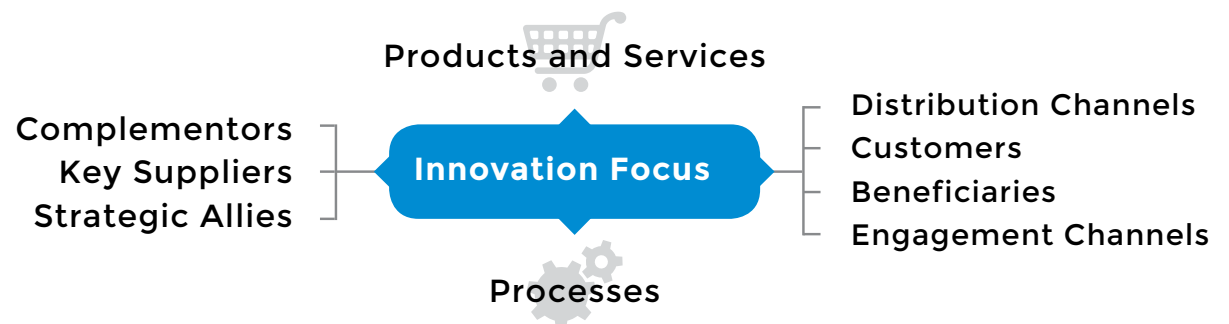 Products and Services
Complementors
Key Suppliers
Strategic Allies
Innovation Focus
Distribution Channels
Customers
Beneficiaries
Engagement Channels
Processes